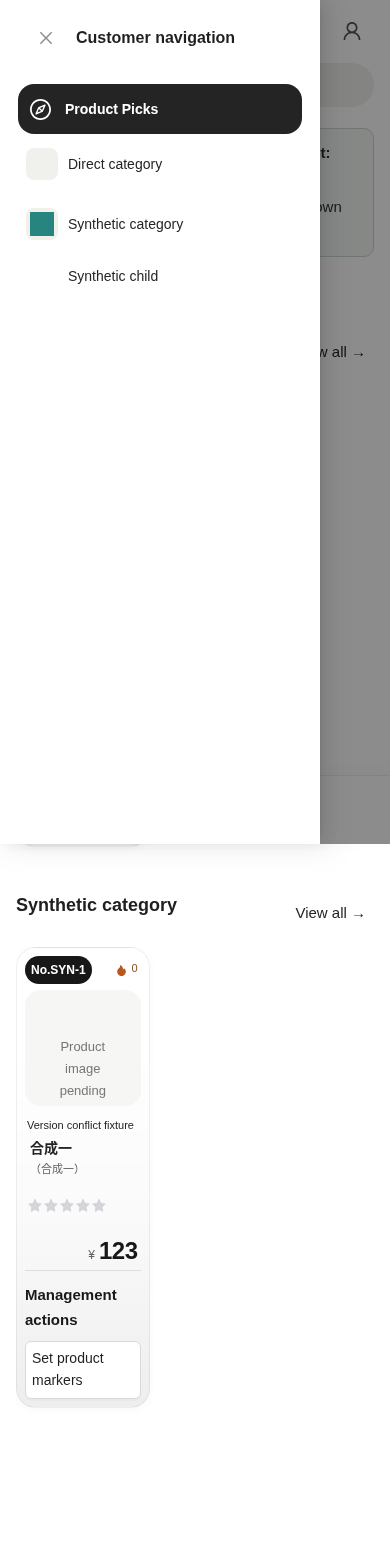 Customer navigation
Product Picks
t:
Direct category
own
Synthetic category
Synthetic child
w all →
Synthetic category
View all →
No.SYN-1
0
Product
image
pending
Version conflict fixture
合成一
（合成一）
¥ 123
Management
actions
Set product
markers